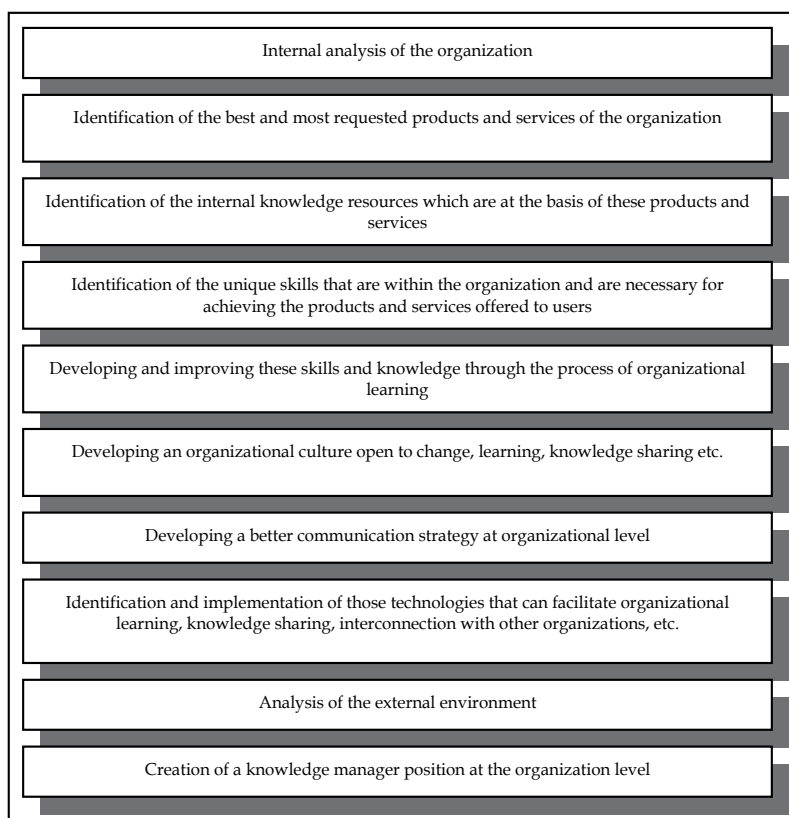 Internal analysis of the organization
Identification of the best and most requested products and services of the organization
Identification of the internal knowledge resources which are at the basis of these products and
services
Identification of the unique skills that are within the organization and are necessary for
achieving the products and services offered to users
Developing and improving these skills and knowledge through the process of organizational
learning
Developing an organizational culture open to change, learning, knowledge sharing etc.
Developing a better communication strategy at organizational level
Identification and implementation of those technologies that can facilitate organizational
learning, knowledge sharing, interconnection with other organizations, etc.
Analysis of the external environment
Creation of a knowledge manager position at the organization level